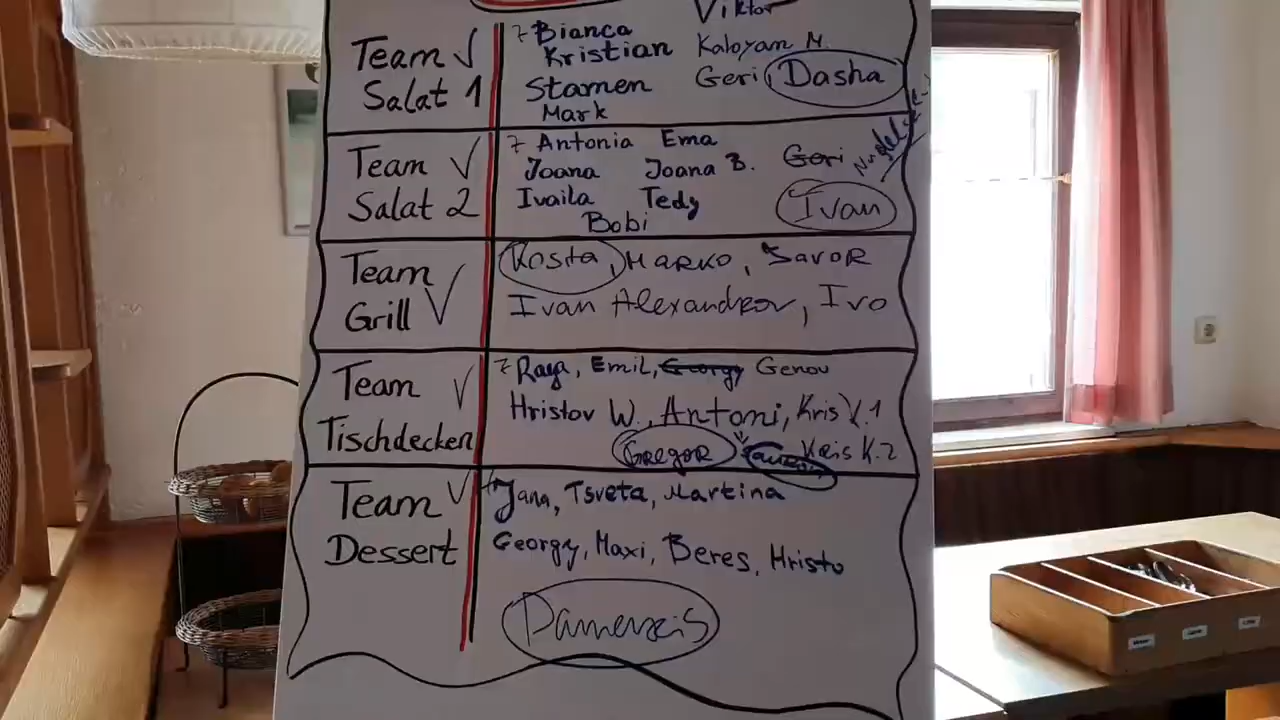 Viktor
Team ✓ 7 Bianca
Kristian Kaloyan M.
Salat 1 Stamen Geri, Dasha
Mark
Team ✓ 7 Antonia Ema
Joana Joana B. Geri
Salat 2 Ivaila Tedy Ivan
Bobi
Team ✓ Kosta, MARKO, SavoR
Grill Ivan Alexandrov, Ivo
Team ✓ 7 Raya, Emil, Georgy Genov
Hristov W., Antoni, Kris V.1
Tischdecken GREGOR Kris K.2
Team ✓ Jana, Tsveta, Martina
Dessert Georgy, Maxi, Beres, Hristo